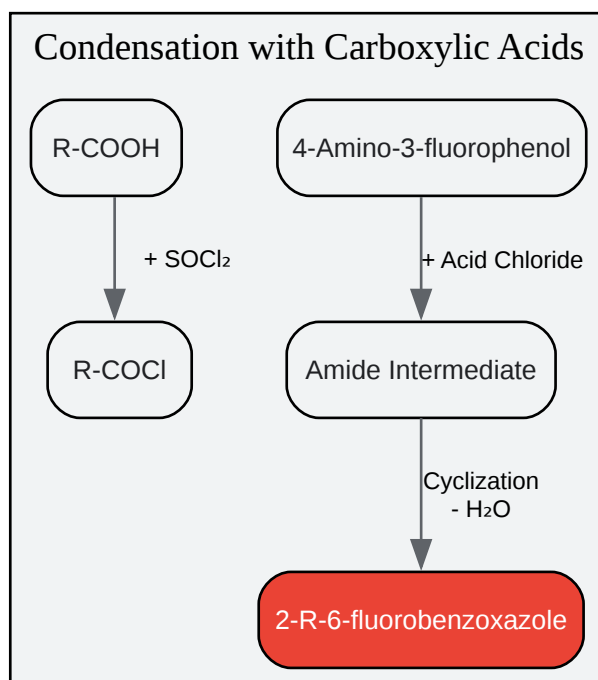 Condensation with Carboxylic Acids
R-COOH
4-Amino-3-fluorophenol
+ SOCl₂
+ Acid Chloride
R-COCl
Amide Intermediate
Cyclization
- H₂O
2-R-6-fluorobenzoxazole